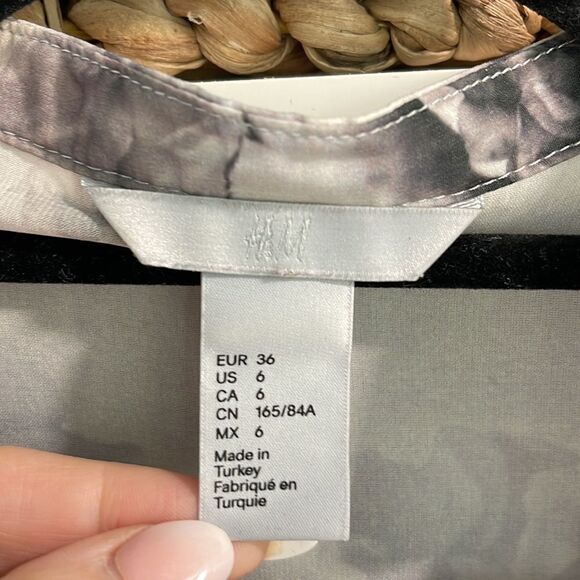 H&M
EUR 36
US 6
CA 6
CN 165/84A
MX 6
Made in
Turkey
Fabriqué en
Turquie